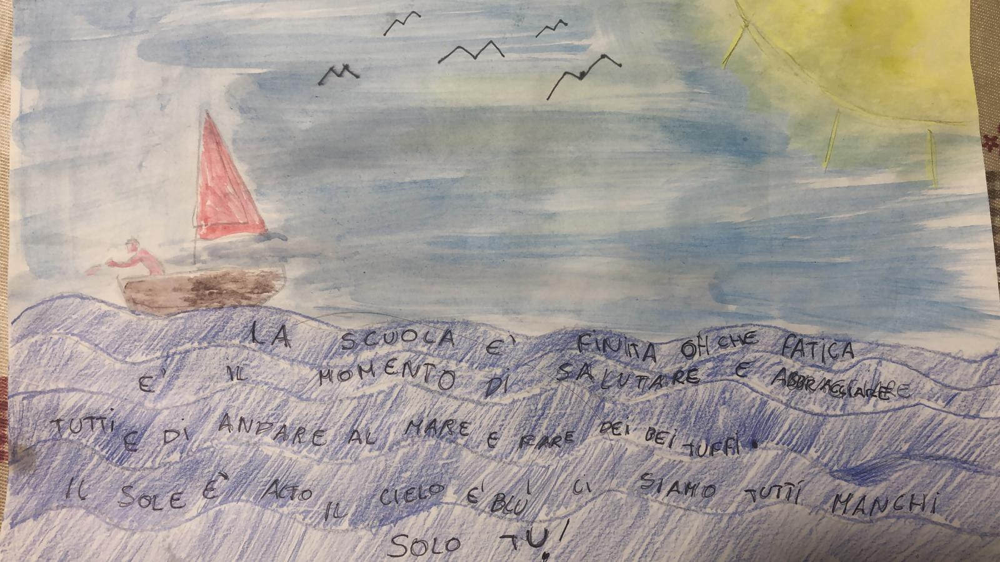 LA SCUOLA E' FINITA OH CHE FATICA
E' IL MOMENTO DI SALUTARE E ABBRACCIARE
TUTTI E DI ANDARE AL MARE E FARE DEI BEI TUFFI.
IL SOLE È ALTO IL CIELO E' BLU' CI SIAMO TUTTI MANCHI
SOLO TU!